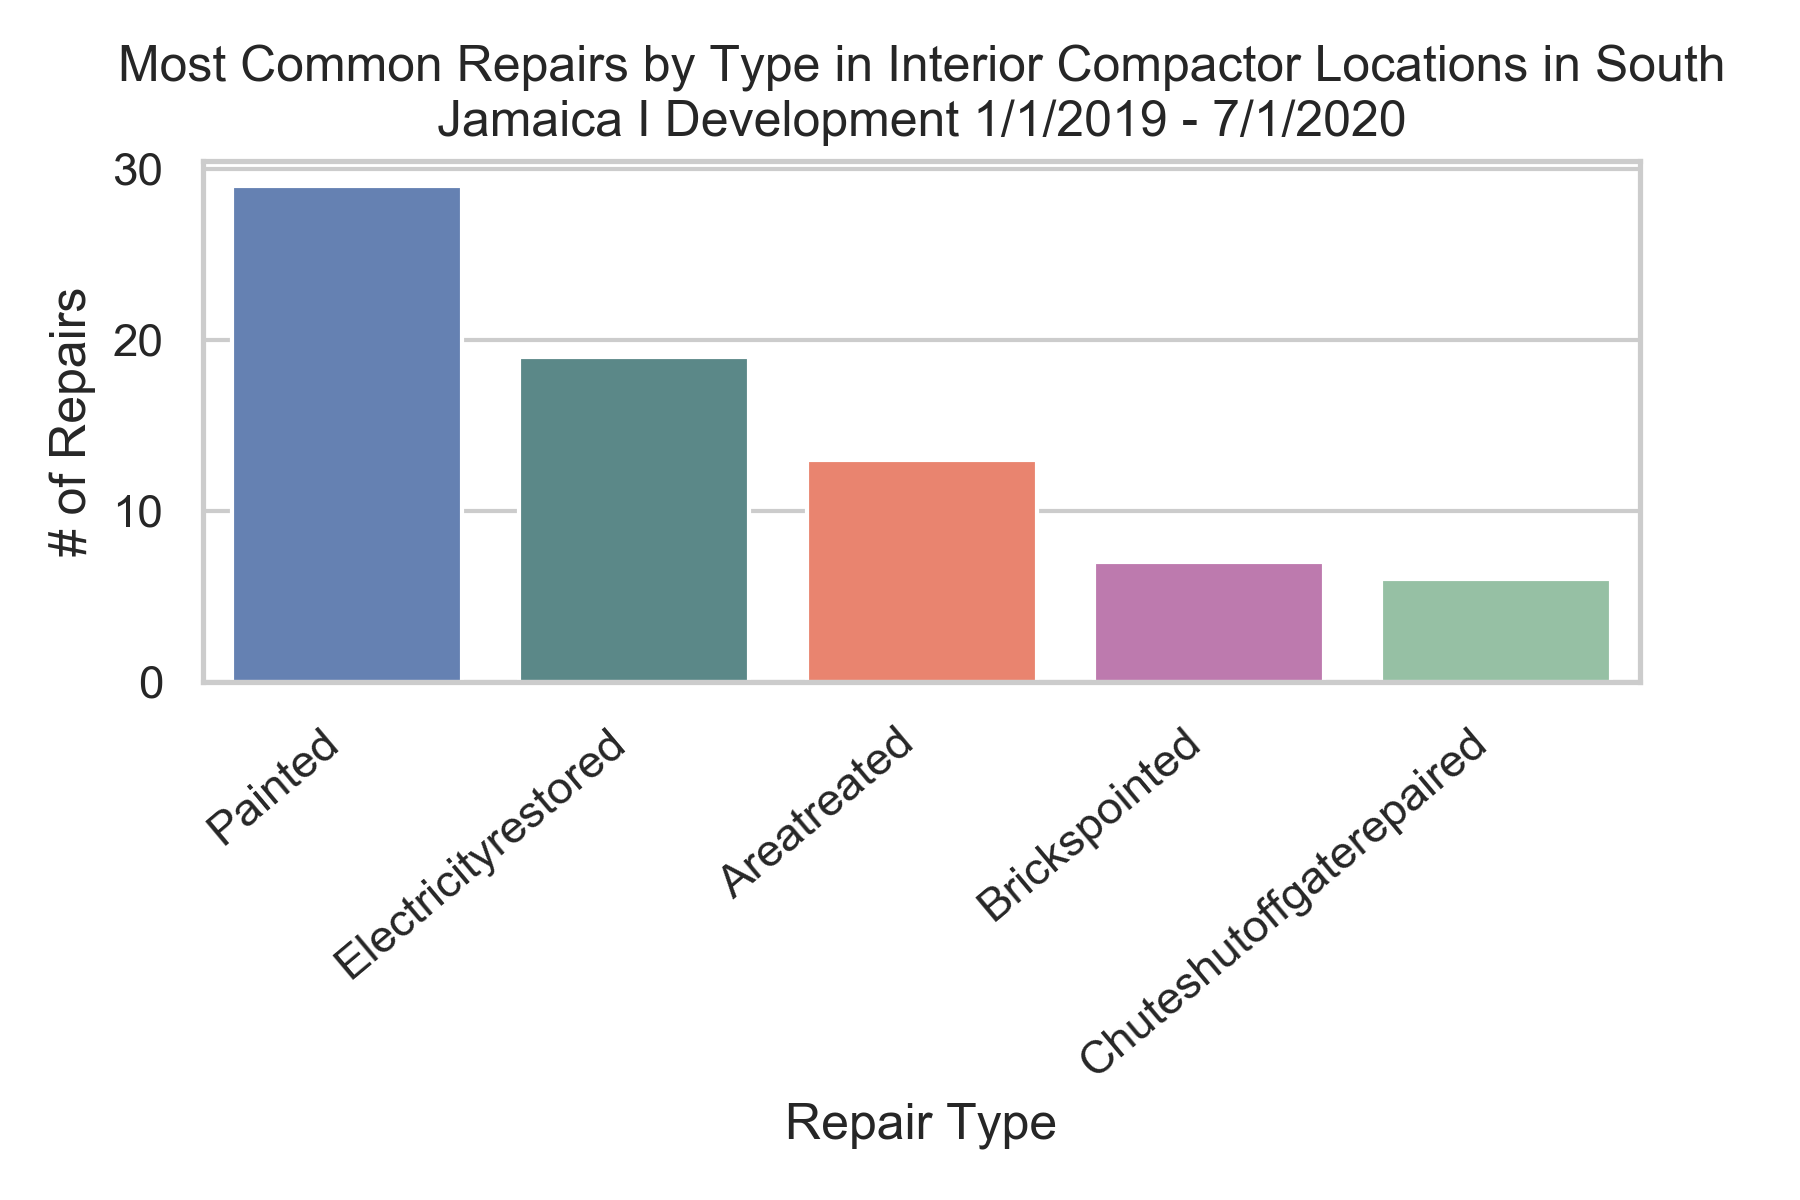 Most Common Repairs by Type in Interior Compactor Locations in South
Jamaica I Development 1/1/2019 - 7/1/2020
30
20
10
0
# of Repairs
Painted
Electricityrestored
Areatreated
Brickspointed
Chuteshutoffgaterepaired
Repair Type